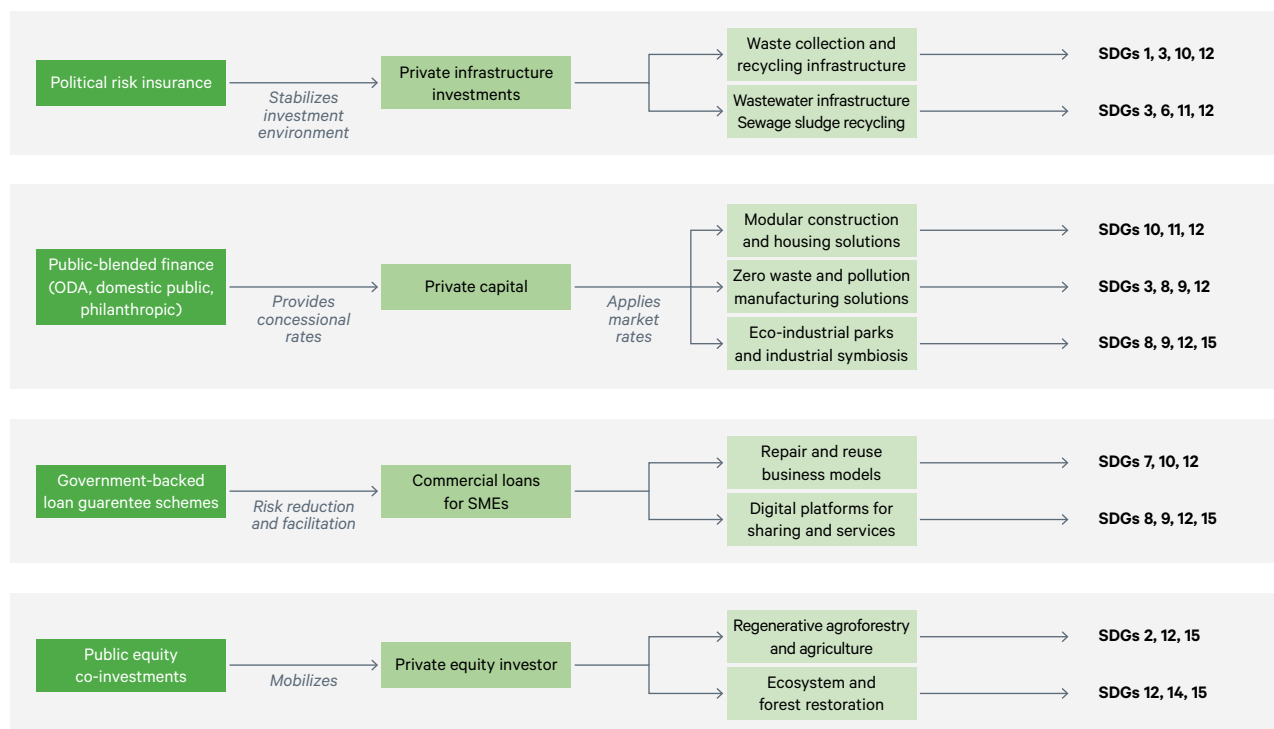 Political risk insurance
Stabilizes
investment
environment
Private infrastructure
investments
Waste collection and
recycling infrastructure
SDGs 1, 3, 10, 12
Wastewater infrastructure
Sewage sludge recycling
SDGs 3, 6, 11, 12
Public-blended finance
(ODA, domestic public,
philanthropic)
Provides
concessional
rates
Private capital
Applies
market
rates
Modular construction
and housing solutions
SDGs 10, 11, 12
Zero waste and pollution
manufacturing solutions
SDGs 3, 8, 9, 12
Eco-industrial parks
and industrial symbiosis
SDGs 8, 9, 12, 15
Government-backed
loan guarentee schemes
Risk reduction
and facilitation
Commercial loans
for SMEs
Repair and reuse
business models
SDGs 7, 10, 12
Digital platforms for
sharing and services
SDGs 8, 9, 12, 15
Public equity
co-investments
Mobilizes
Private equity investor
Regenerative agroforestry
and agriculture
SDGs 2, 12, 15
Ecosystem and
forest restoration
SDGs 12, 14, 15